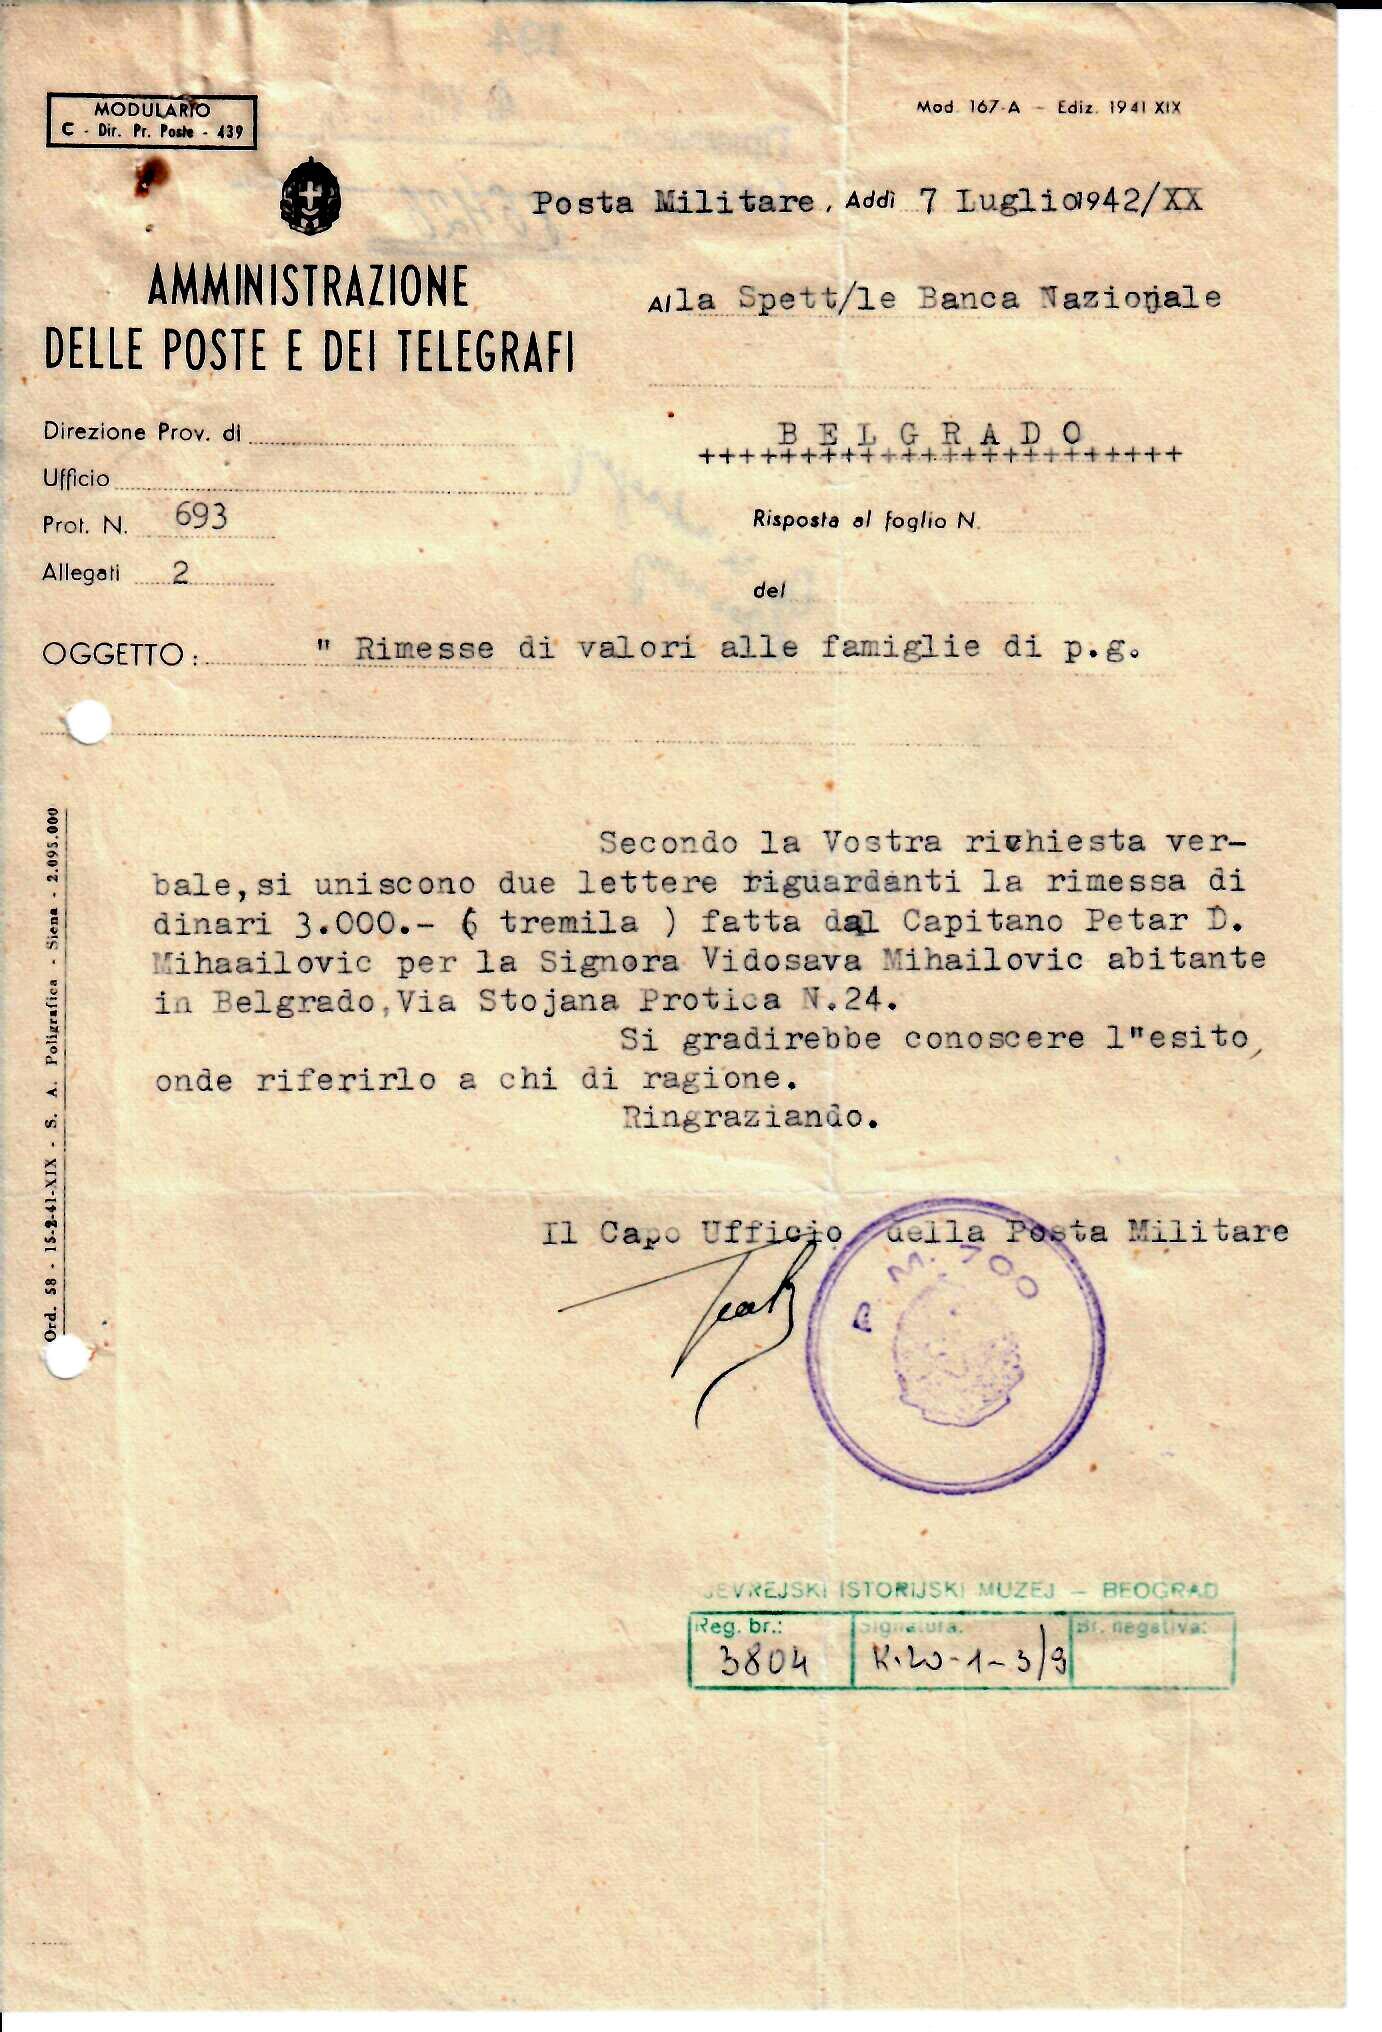 MODULARIO
C - Dir. Pr. Poste - 439
Mod. 167-A - Ediz. 1941 XIX
Posta Militare, Addì 7 Luglio 1942/XX
AMMINISTRAZIONE
DELLE POSTE E DEI TELEGRAFI
Alla Spett/le Banca Nazionale
BELGRADO
++++++++++++++++++++++++
Direzione Prov. di
Ufficio
Prot. N. 693
Allegati 2
Risposta al foglio N.
del
OGGETTO: " Rimesse di valori alle famiglie di p.g.
Secondo la Vostra richiesta ver-
bale,si uniscono due lettere riguardanti la rimessa di
dinari 3.000.- ( tremila ) fatta dal Capitano Petar D.
Mihaailovic per la Signora Vidosava Mihailovic abitante
in Belgrado,Via Stojana Protica N.24.
Si gradirebbe conoscere l"esito,
onde riferirlo a chi di ragione.
Ringraziando.
Il Capo Ufficio della Posta Militare
P. M. 700
Ord. 58 - 15-2-41-XIX - S. A. Poligrafica - Siena - 2.095.000
JEVREJSKI ISTORIJSKI MUZEJ — BEOGRAD
Reg. br.: Signatura: Br. negativa:
3804 K.20-1-3/9